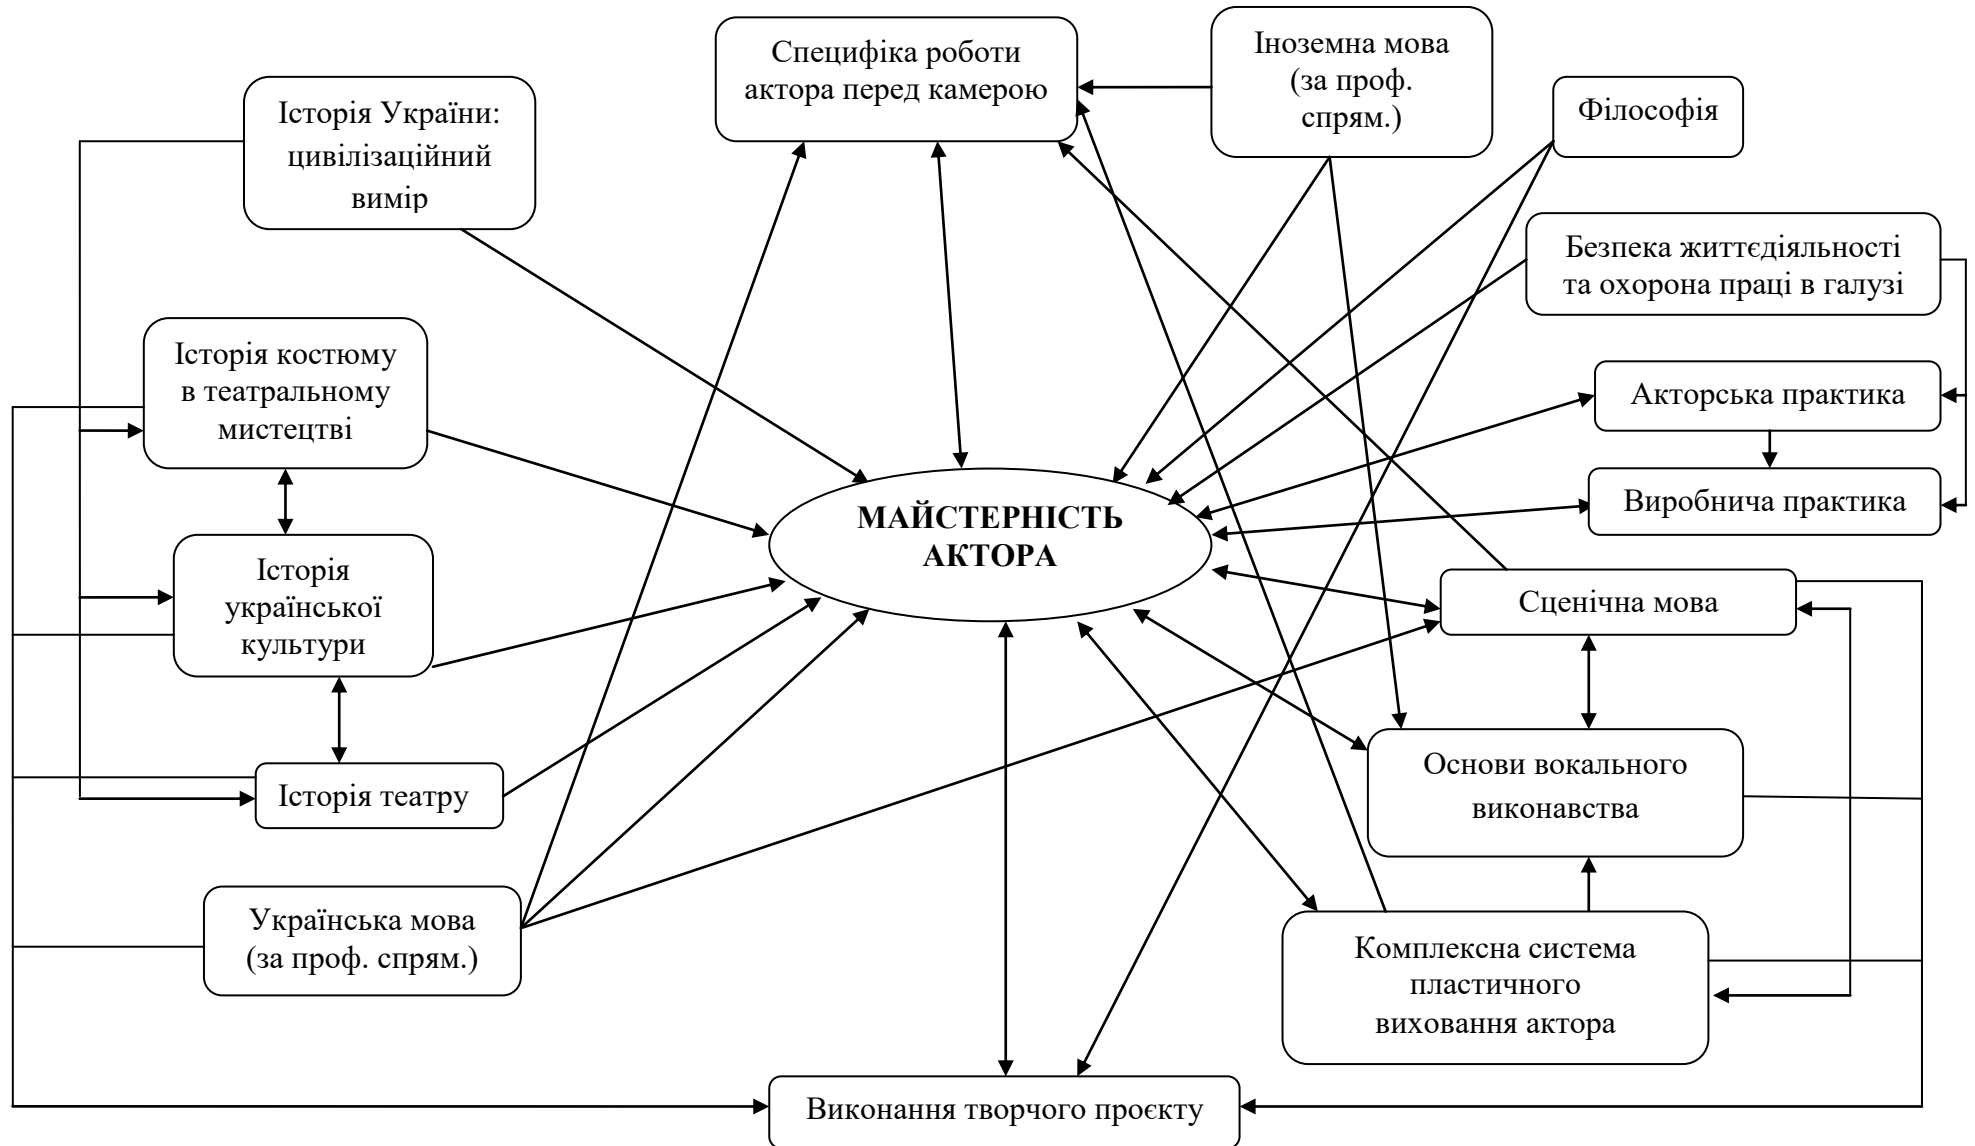 Специфіка роботи
актора перед камерою
Іноземна мова
(за проф.
спрям.)
Філософія
Історія України:
цивілізаційний
вимір
Безпека життєдіяльності
та охорона праці в галузі
Історія костюму
в театральному
мистецтві
Акторська практика
Виробнича практика
МАЙСТЕРНІСТЬ
АКТОРА
Історія
української
культури
Сценічна мова
Історія театру
Основи вокального
виконавства
Українська мова
(за проф. спрям.)
Комплексна система
пластичного
виховання актора
Виконання творчого проєкту